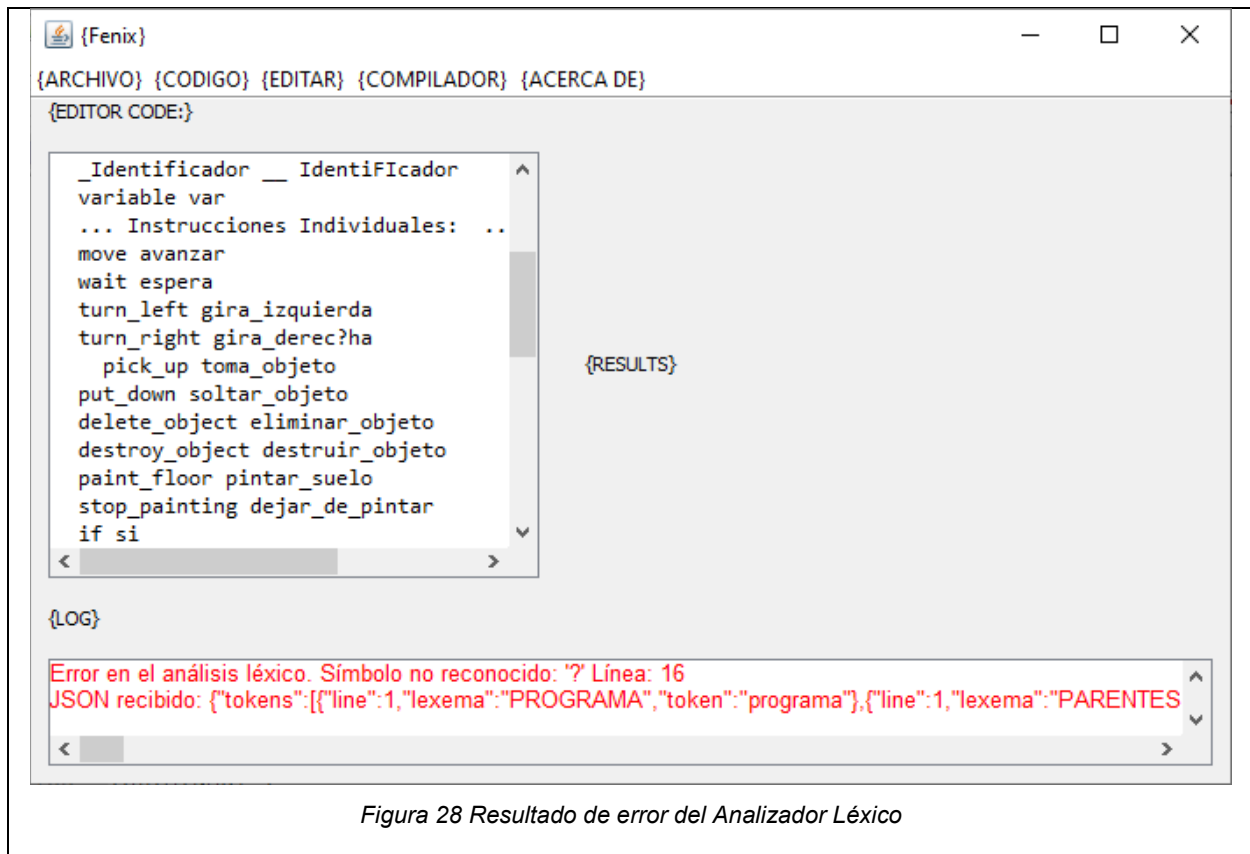 {Fenix}
{ARCHIVO} {CODIGO} {EDITAR} {COMPILADOR} {ACERCA DE}
{EDITOR CODE:}
_Identificador __ IdentiFIcador
variable var
... Instrucciones Individuales: ..
move avanzar
wait espera
turn_left gira_izquierda
turn_right gira_derec?ha
pick_up toma_objeto
put_down soltar_objeto
delete_object eliminar_objeto
destroy_object destruir_objeto
paint_floor pintar_suelo
stop_painting dejar_de_pintar
if si
{RESULTS}
{LOG}
Error en el análisis léxico. Símbolo no reconocido: '?' Línea: 16
JSON recibido: {"tokens":[{"line":1,"lexema":"PROGRAMA","token":"programa"},{"line":1,"lexema":"PARENTES
Figura 28 Resultado de error del Analizador Léxico